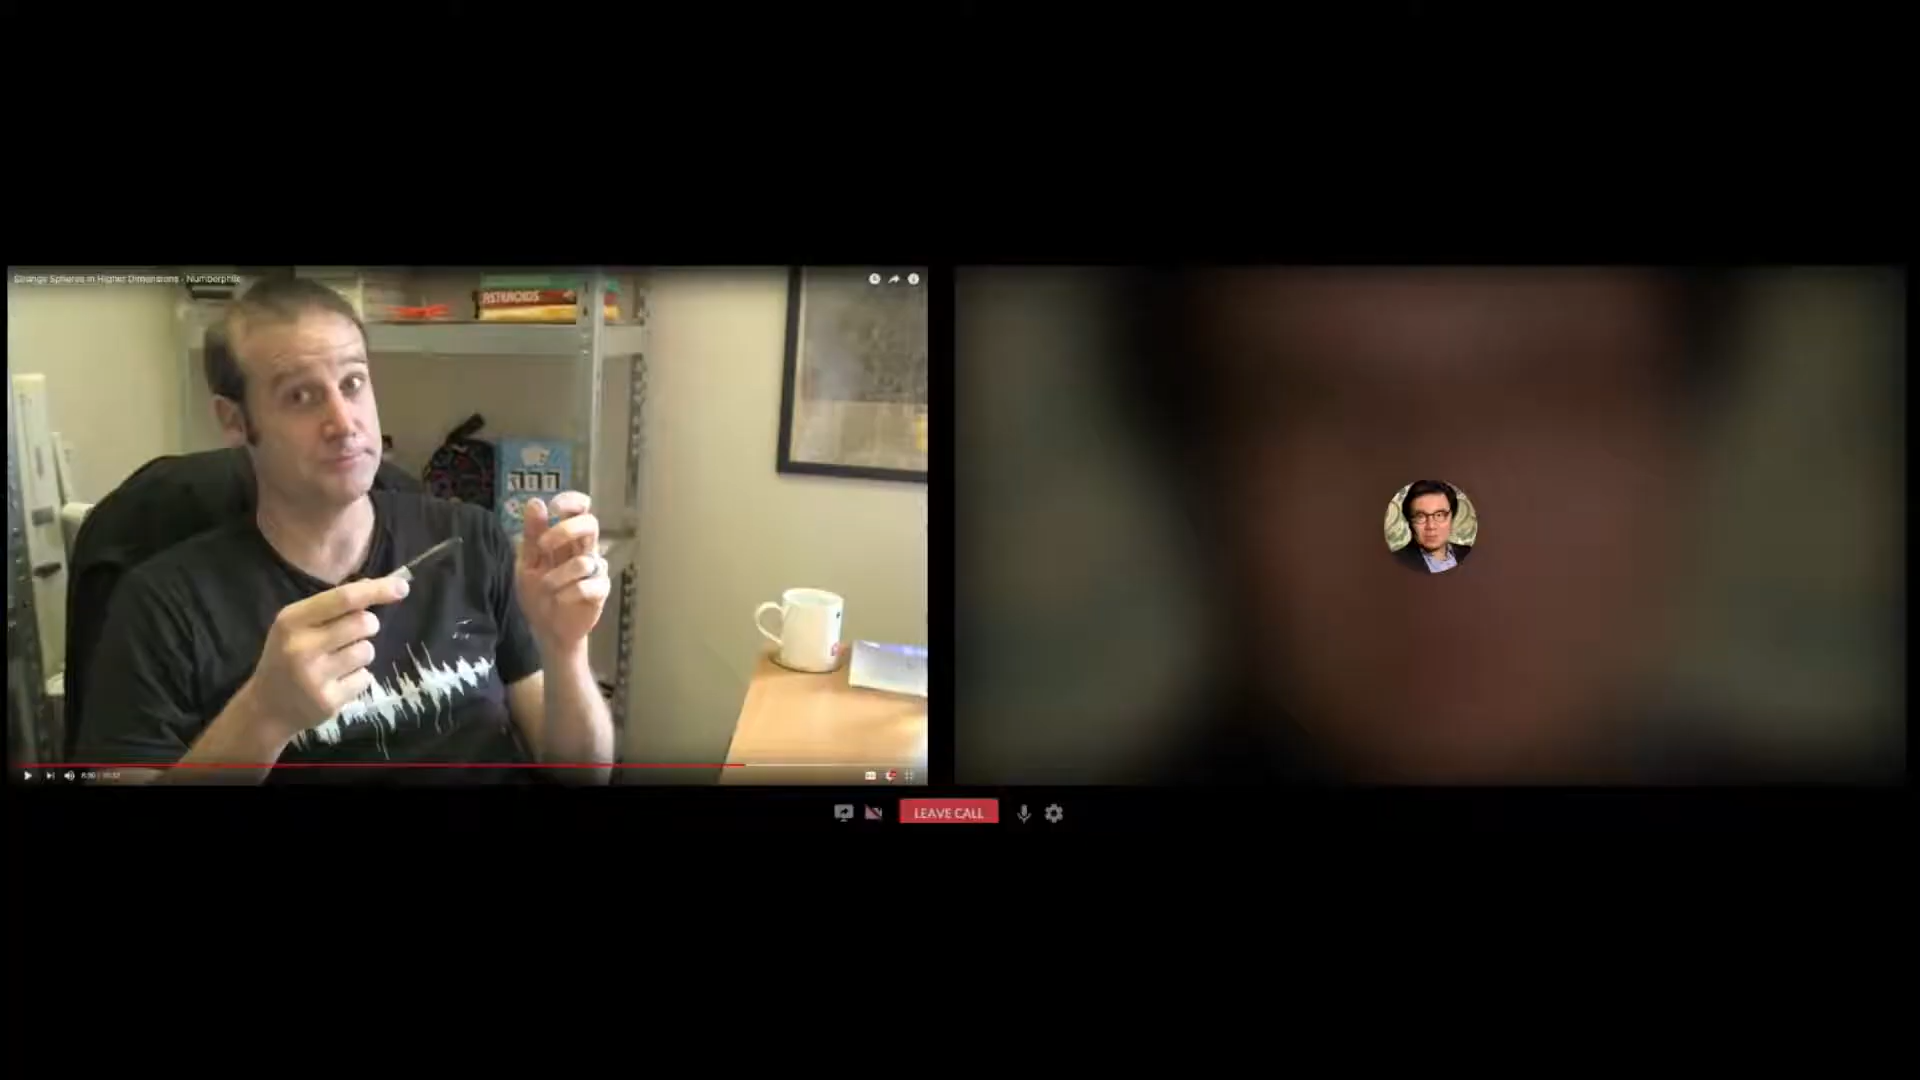 Strange Spheres in Higher Dimensions - Numberphile
ASTEROIDS
LEAVE CALL